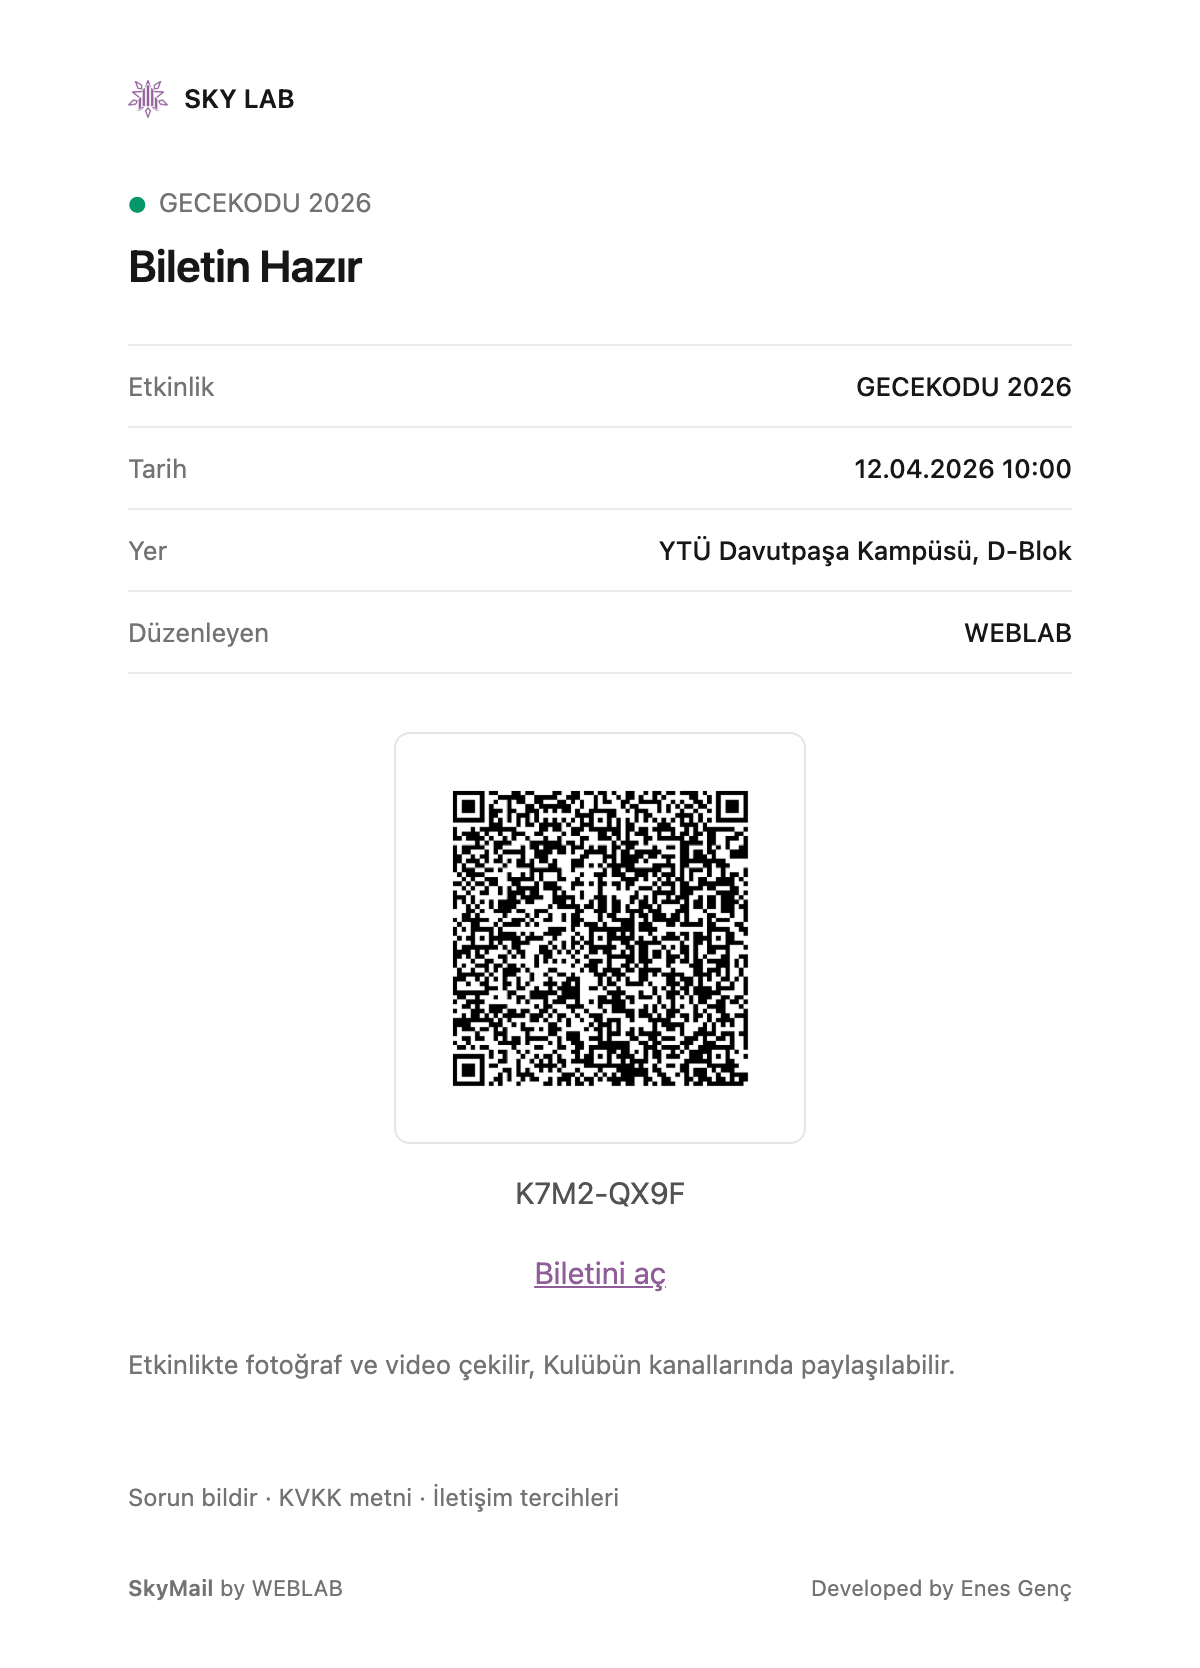 SKY LAB
GECEKODU 2026
Biletin Hazır
Etkinlik GECEKODU 2026
Tarih 12.04.2026 10:00
Yer YTÜ Davutpaşa Kampüsü, D-Blok
Düzenleyen WEBLAB
K7M2-QX9F
Biletini aç
Etkinlikte fotoğraf ve video çekilir, Kulübün kanallarında paylaşılabilir.
Sorun bildir · KVKK metni · İletişim tercihleri
SkyMail by WEBLAB Developed by Enes Genç